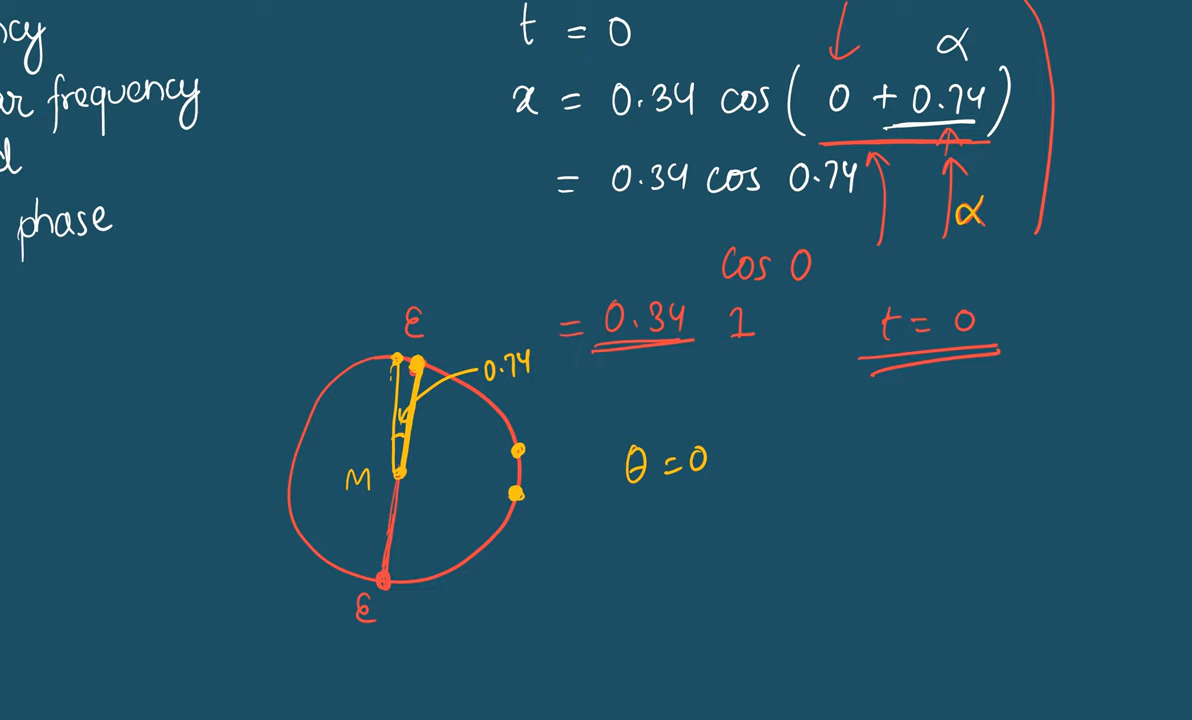 frequency
phase
t = 0
α
x = 0.34 cos ( 0 + 0.74 )
= 0.34 cos 0.74
α
cos 0
= 0.34 1 t = 0
ε
0.74
M
θ = 0
ε